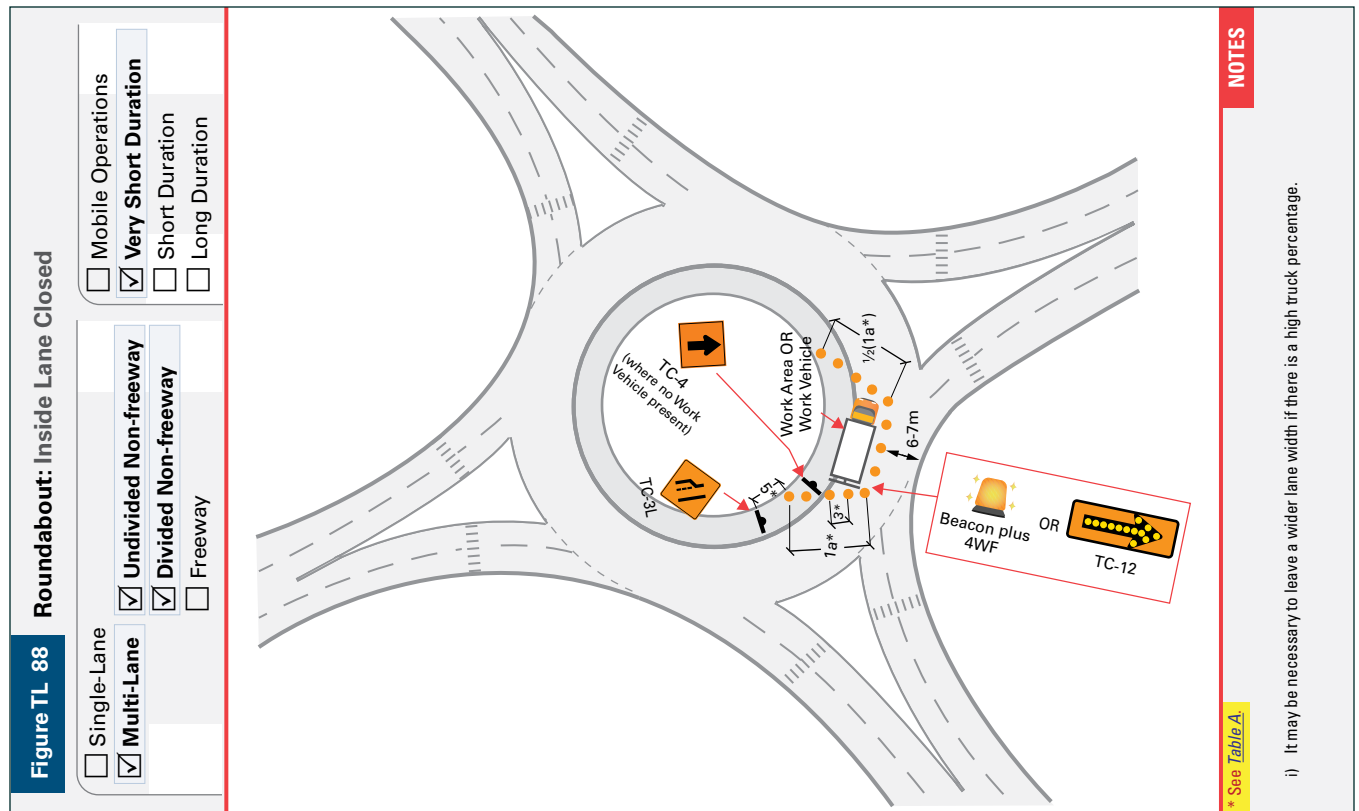 Figure TL 88
Roundabout: Inside Lane Closed
Single-Lane
Multi-Lane
Undivided Non-freeway
Divided Non-freeway
Freeway
Mobile Operations
Very Short Duration
Short Duration
Long Duration
TC-3L
TC-4
(where no Work
Vehicle present)
Work Area OR
Work Vehicle
5*
3*
1a*
½(1a*)
6-7m
Beacon plus
4WF
OR
TC-12
* See Table A.
NOTES
i) It may be necessary to leave a wider lane width if there is a high truck percentage.